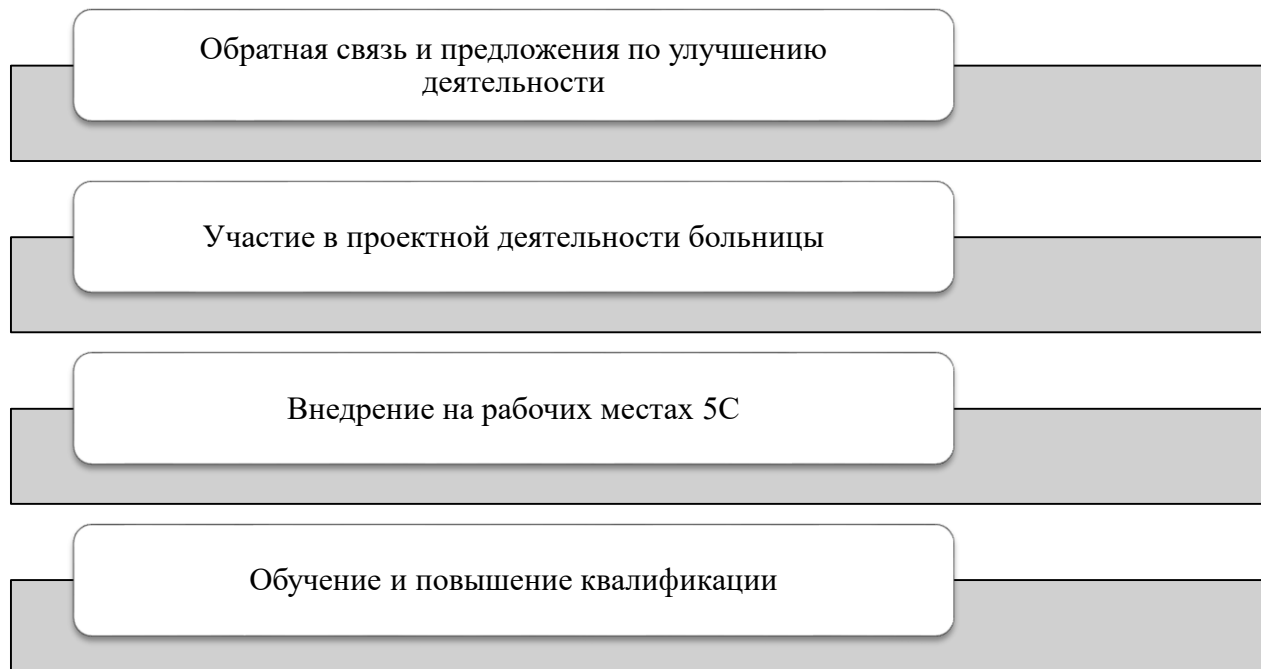 Обратная связь и предложения по улучшению
деятельности
Участие в проектной деятельности больницы
Внедрение на рабочих местах 5С
Обучение и повышение квалификации